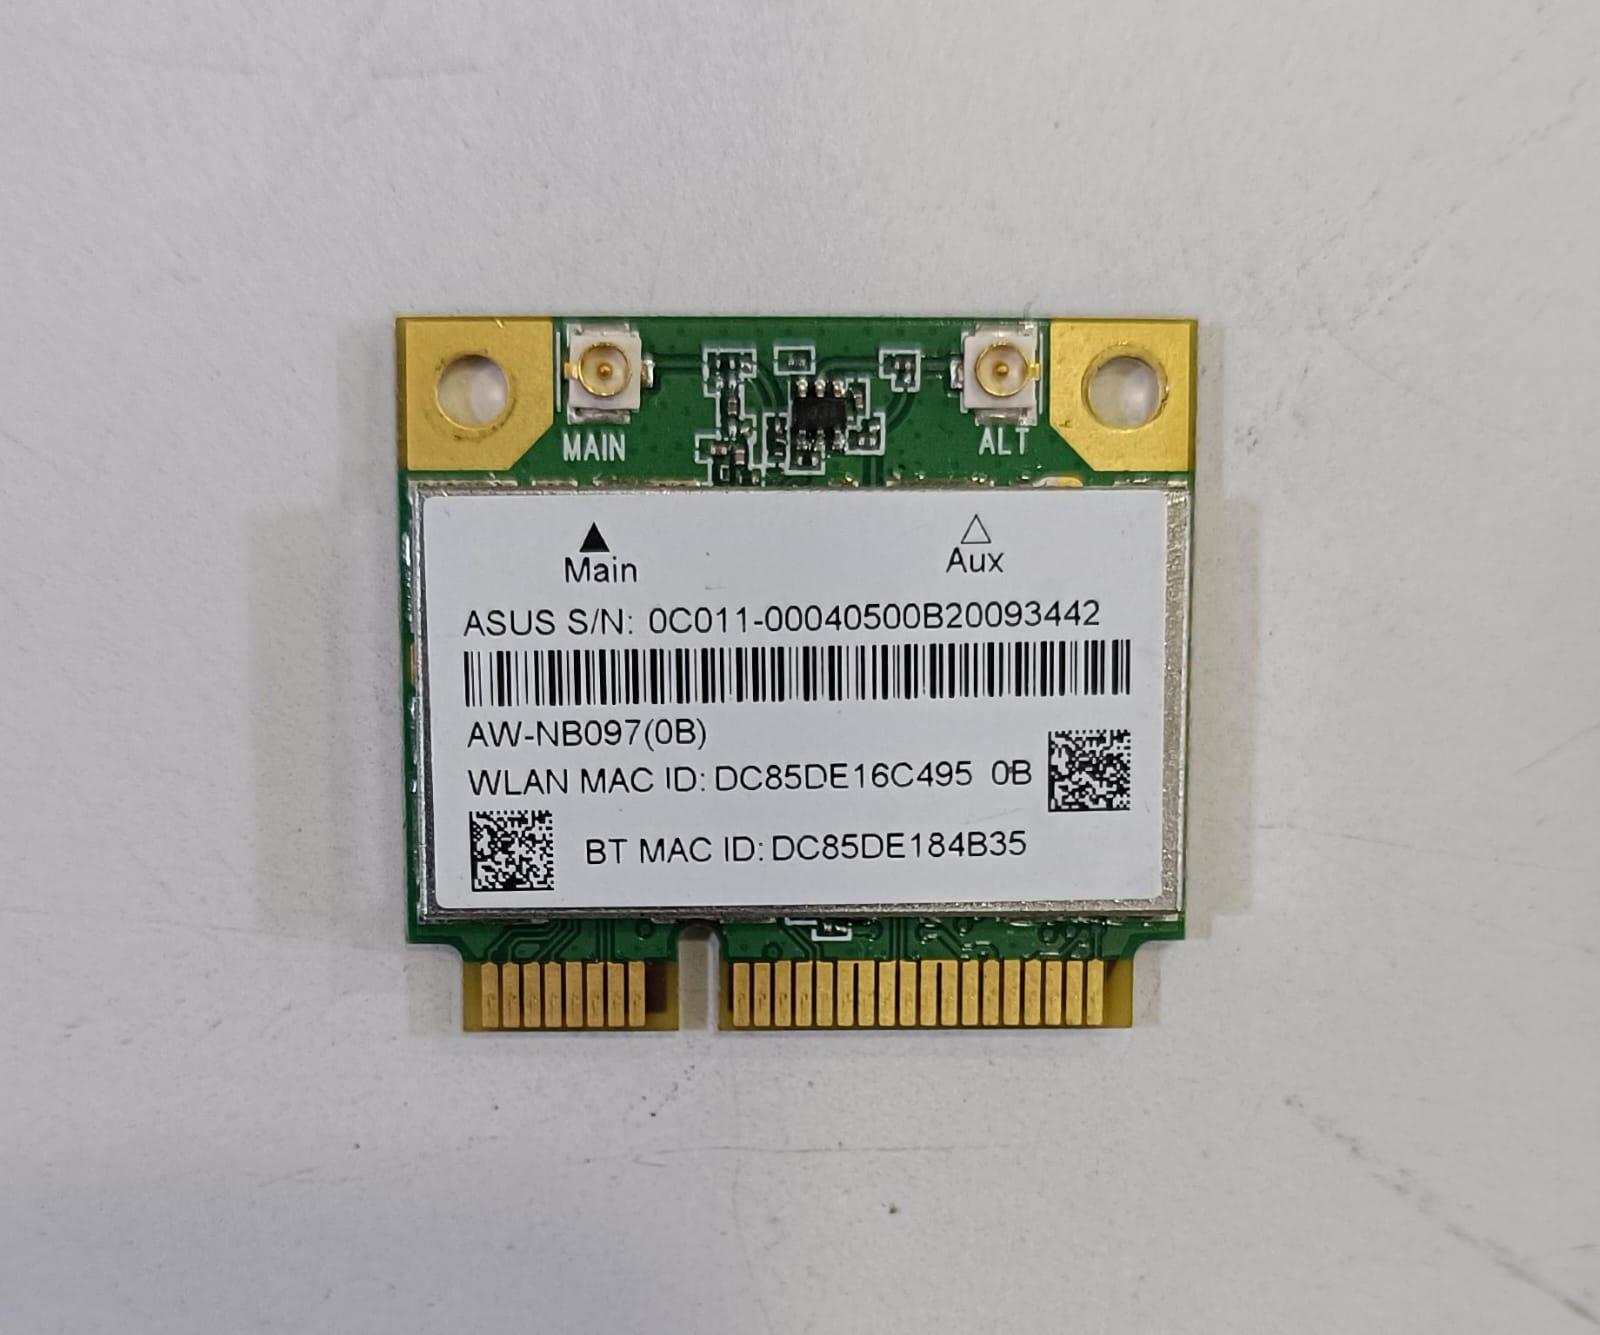 MAIN
ALT
Main
Aux
ASUS S/N: 0C011-00040500B20093442
AW-NB097(0B)
WLAN MAC ID: DC85DE16C495 0B
BT MAC ID: DC85DE184B35